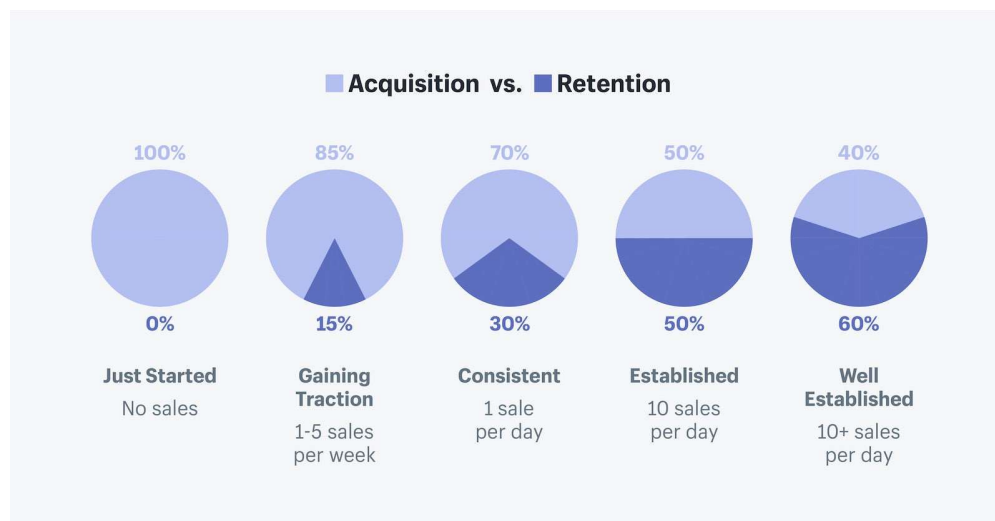 Acquisition vs. Retention
100% 85% 70% 50% 40%
0% 15% 30% 50% 60%
Just Started
No sales
Gaining
Traction
1-5 sales
per week
Consistent
1 sale
per day
Established
10 sales
per day
Well
Established
10+ sales
per day